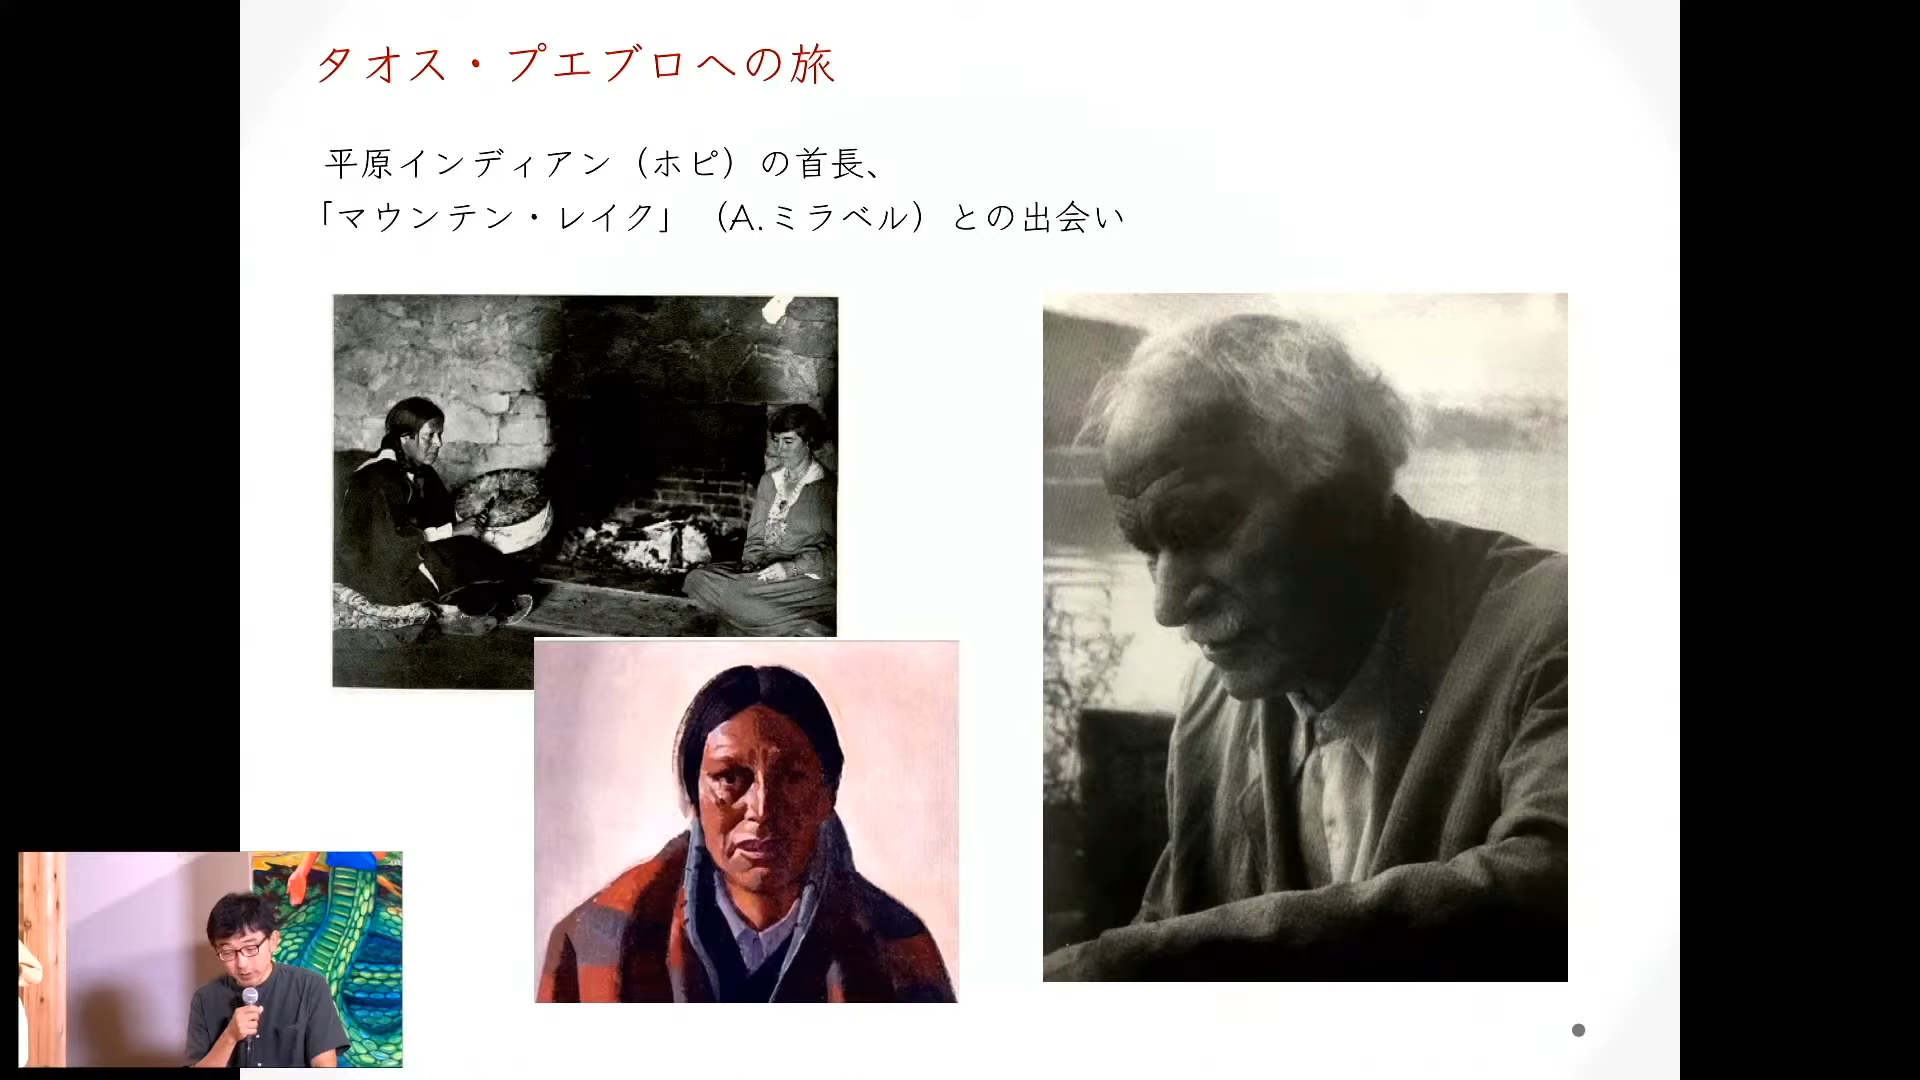 タオス・プエブロへの旅
平原インディアン（ホピ）の首長、
「マウンテン・レイク」（A.ミラベル）との出会い